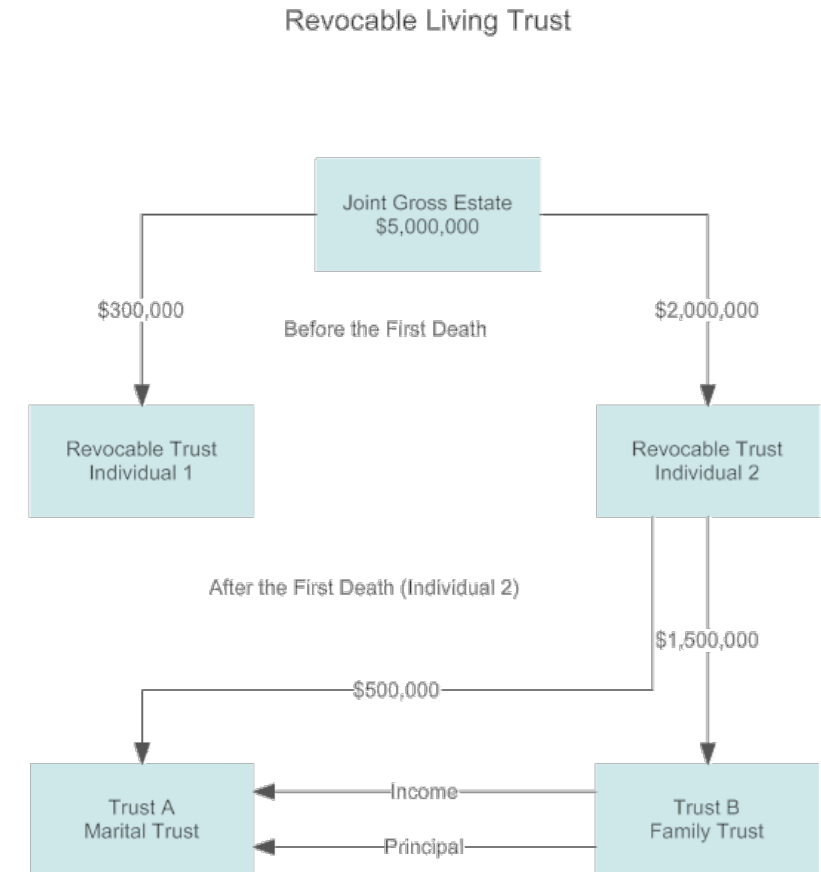 Revocable Living Trust
Joint Gross Estate
$5,000,000
$300,000
Before the First Death
$2,000,000
Revocable Trust
Individual 1
Revocable Trust
Individual 2
After the First Death (Individual 2)
$1,500,000
$500,000
Trust A
Marital Trust
Income
Principal
Trust B
Family Trust